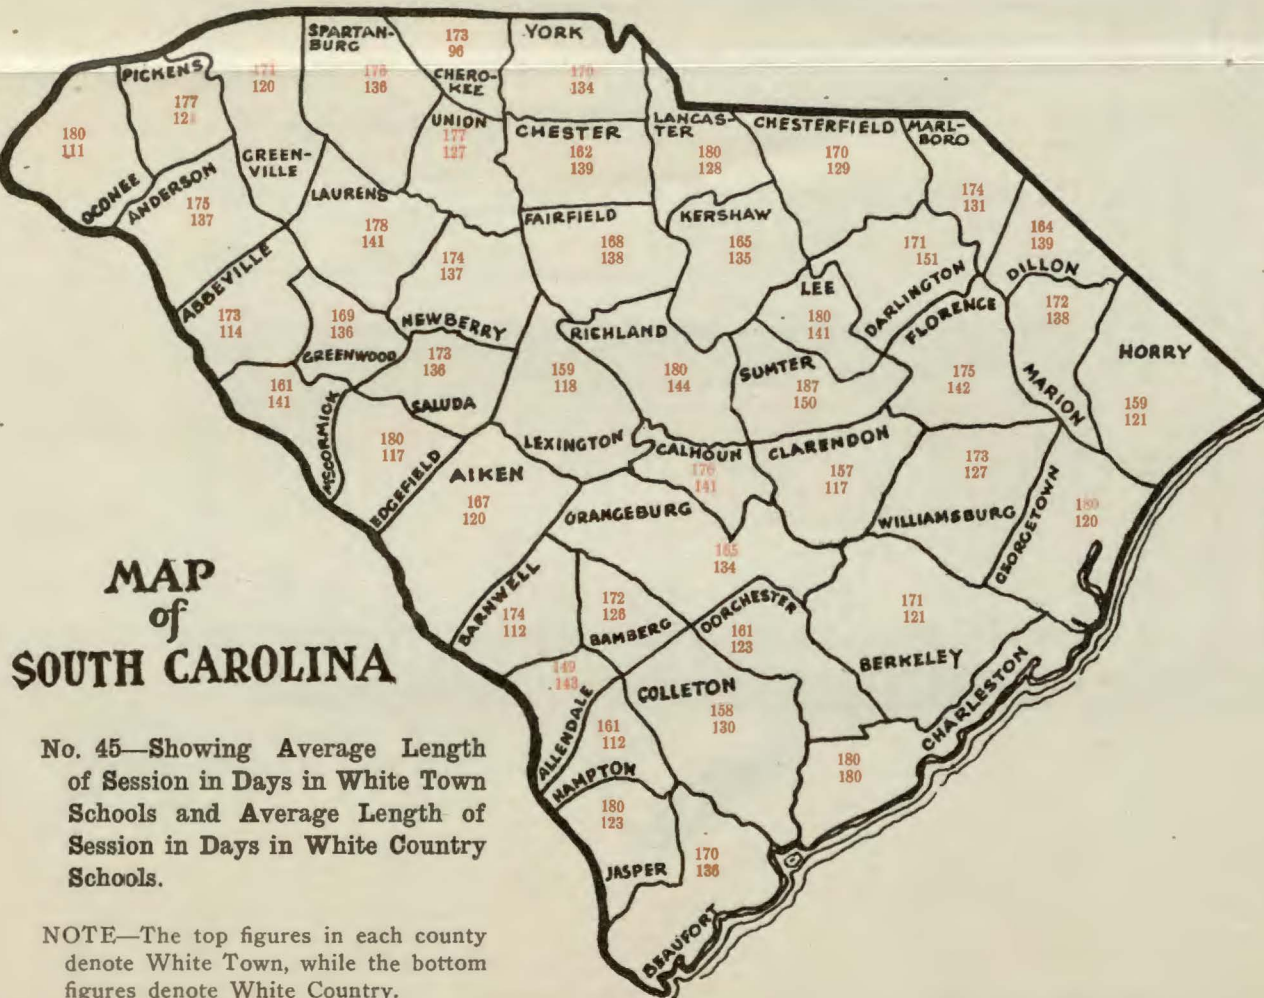 SPARTAN-
BURG
176
136
173
96
CHERO-
KEE
YORK
170
134
PICKENS
177
171
120
GREEN-
VILLE
180
111
OCONEE
ANDERSON
175
137
UNION
177
127
CHESTER
162
139
LANCAS-
TER
180
128
CHESTERFIELD
170
129
MARL-
BORO
174
131
LAURENS
178
141
FAIRFIELD
168
138
KERSHAW
165
135
171
151
DARLINGTON
164
139
DILLON
ABBEVILLE
173
114
169
136
GREENWOOD
174
137
NEWBERRY
RICHLAND
180
144
LEE
180
141
FLORENCE
175
142
172
138
MARION
HORRY
159
121
161
141
McCORMICK
173
136
SALUDA
159
118
LEXINGTON
SUMTER
187
150
180
117
EDGEFIELD
AIKEN
167
120
CALHOUN
176
141
CLARENDON
157
117
173
127
WILLIAMSBURG
GEORGETOWN
180
120
ORANGEBURG
165
134
BARNWELL
174
112
172
126
BAMBERG
DORCHESTER
161
123
171
121
BERKELEY
149
143
ALLENDALE
COLLETON
158
130
CHARLESTON
180
180
161
112
HAMPTON
180
123
JASPER
170
136
BEAUFORT
MAP
of
SOUTH CAROLINA
No. 45—Showing Average Length
of Session in Days in White Town
Schools and Average Length of
Session in Days in White Country
Schools.
NOTE—The top figures in each county
denote White Town, while the bottom
figures denote White Country.